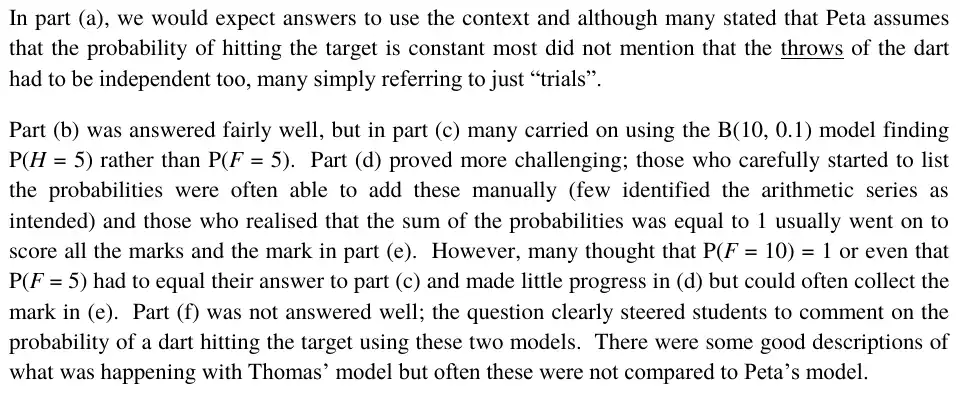 In part (a), we would expect answers to use the context and although many stated that Peta assumes
that the probability of hitting the target is constant most did not mention that the throws of the dart
had to be independent too, many simply referring to just “trials”.
Part (b) was answered fairly well, but in part (c) many carried on using the B(10, 0.1) model finding
P(H = 5) rather than P(F = 5). Part (d) proved more challenging; those who carefully started to list
the probabilities were often able to add these manually (few identified the arithmetic series as
intended) and those who realised that the sum of the probabilities was equal to 1 usually went on to
score all the marks and the mark in part (e). However, many thought that P(F = 10) = 1 or even that
P(F = 5) had to equal their answer to part (c) and made little progress in (d) but could often collect the
mark in (e). Part (f) was not answered well; the question clearly steered students to comment on the
probability of a dart hitting the target using these two models. There were some good descriptions of
what was happening with Thomas’ model but often these were not compared to Peta’s model.